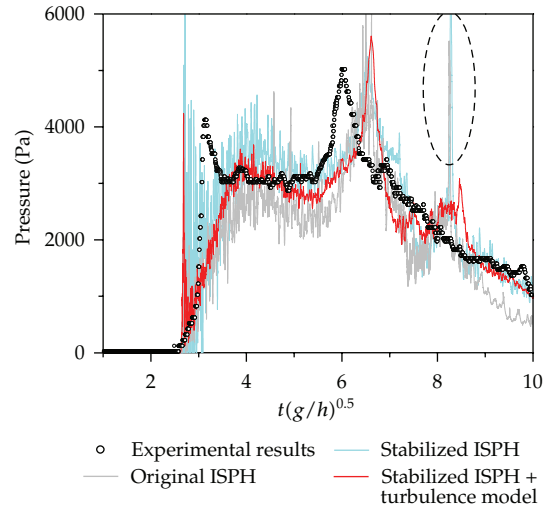 6000
4000
2000
0
Pressure (Pa)
2 4 6 8 10
t(g/h)^0.5
Experimental results
Original ISPH
Stabilized ISPH
Stabilized ISPH +
turbulence model